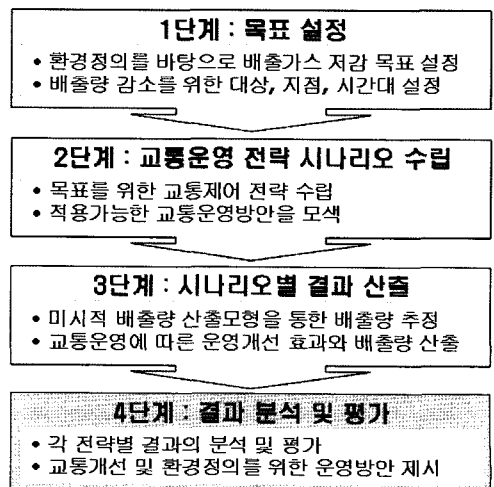 1단계 : 목표 설정
• 환경정의를 바탕으로 배출가스 저감 목표 설정
• 배출량 감소를 위한 대상, 지점, 시간대 설정
2단계 : 교통운영 전략 시나리오 수립
• 목표를 위한 교통제어 전략 수립
• 적용가능한 교통운영방안을 모색
3단계 : 시나리오별 결과 산출
• 미시적 배출량 산출모형을 통한 배출량 추정
• 교통운영에 따른 운영개선 효과와 배출량 산출
4단계 : 결과 분석 및 평가
• 각 전략별 결과의 분석 및 평가
• 교통개선 및 환경정의를 위한 운영방안 제시